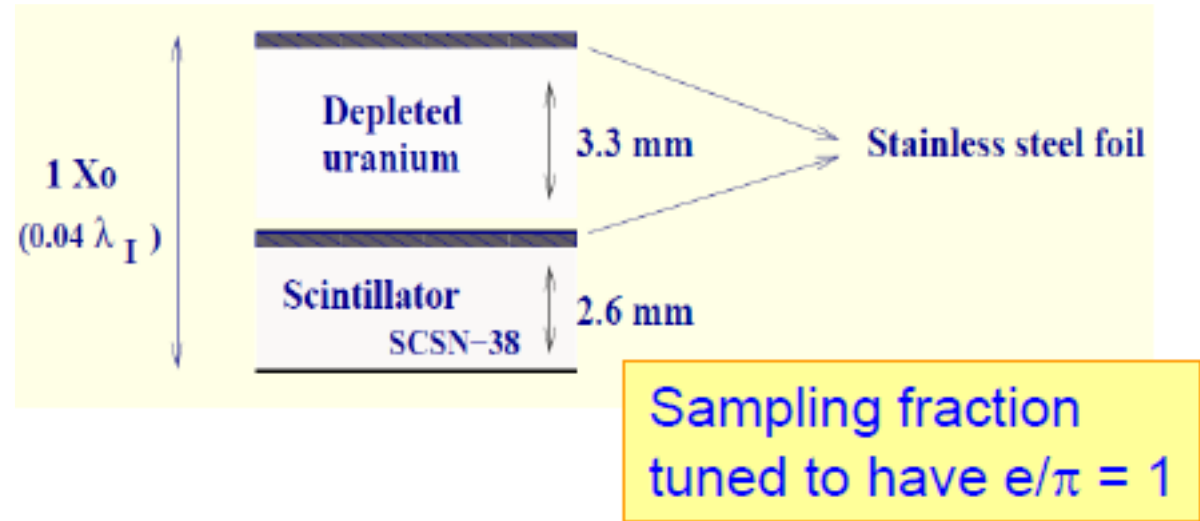 Depleted
uranium
3.3 mm
Stainless steel foil
1 Xo
(0.04 λ I )
Scintillator
SCSN-38
2.6 mm
Sampling fraction
tuned to have e/π = 1